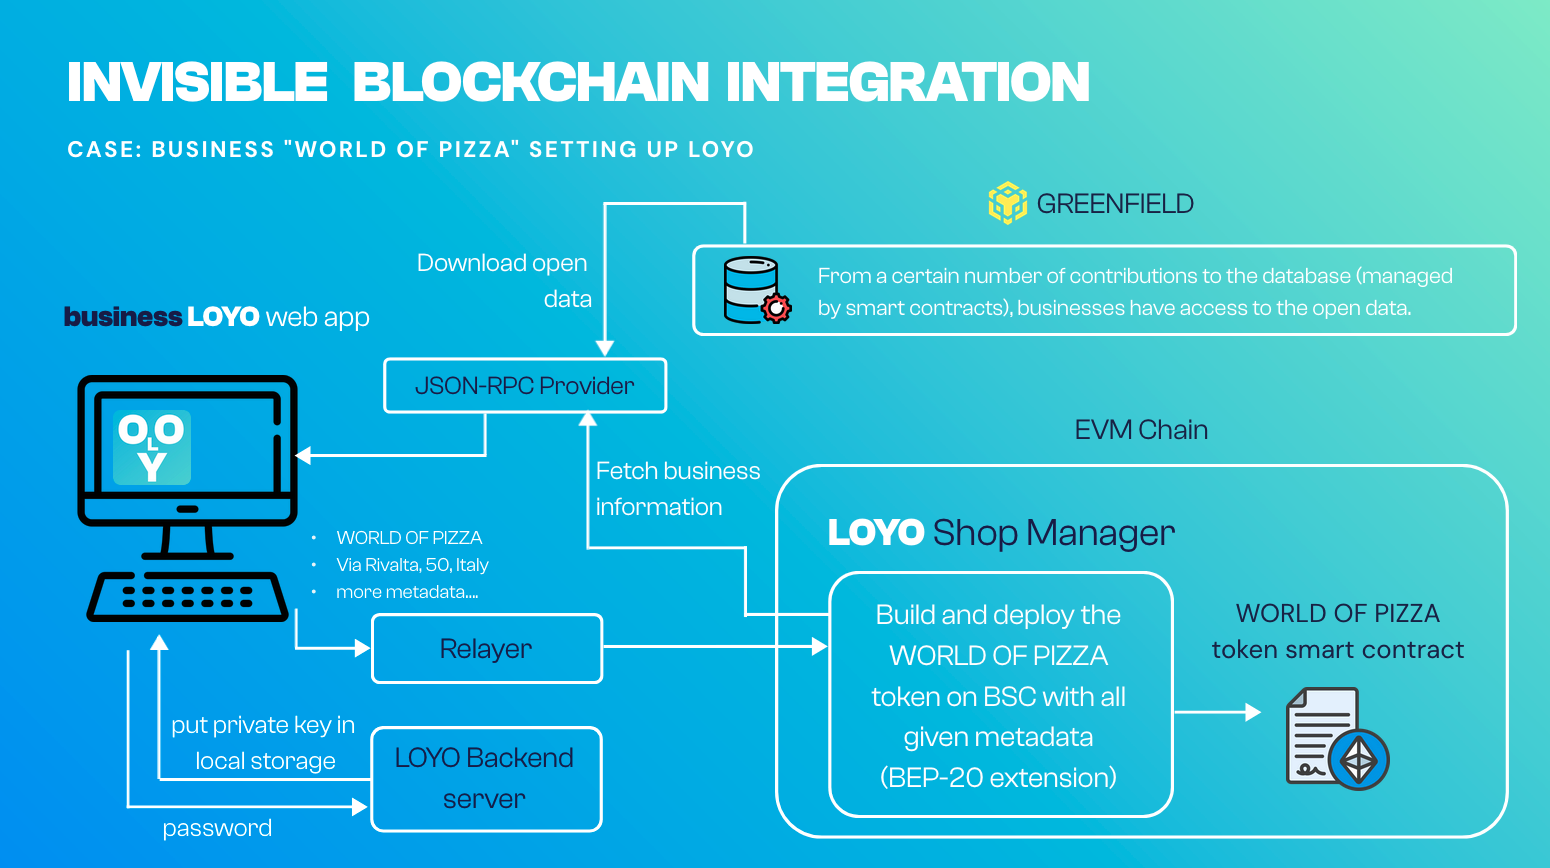 INVISIBLE BLOCKCHAIN INTEGRATION
CASE: BUSINESS "WORLD OF PIZZA" SETTING UP LOYO
GREENFIELD
From a certain number of contributions to the database (managed
by smart contracts), businesses have access to the open data.
Download open
data
business LOYO web app
JSON-RPC Provider
O L O
Y
Fetch business
information
EVM Chain
LOYO Shop Manager
• WORLD OF PIZZA
• Via Rivalta, 50, Italy
• more metadata....
Relayer
Build and deploy the
WORLD OF PIZZA
token on BSC with all
given metadata
(BEP-20 extension)
WORLD OF PIZZA
token smart contract
put private key in
local storage
LOYO Backend
server
password